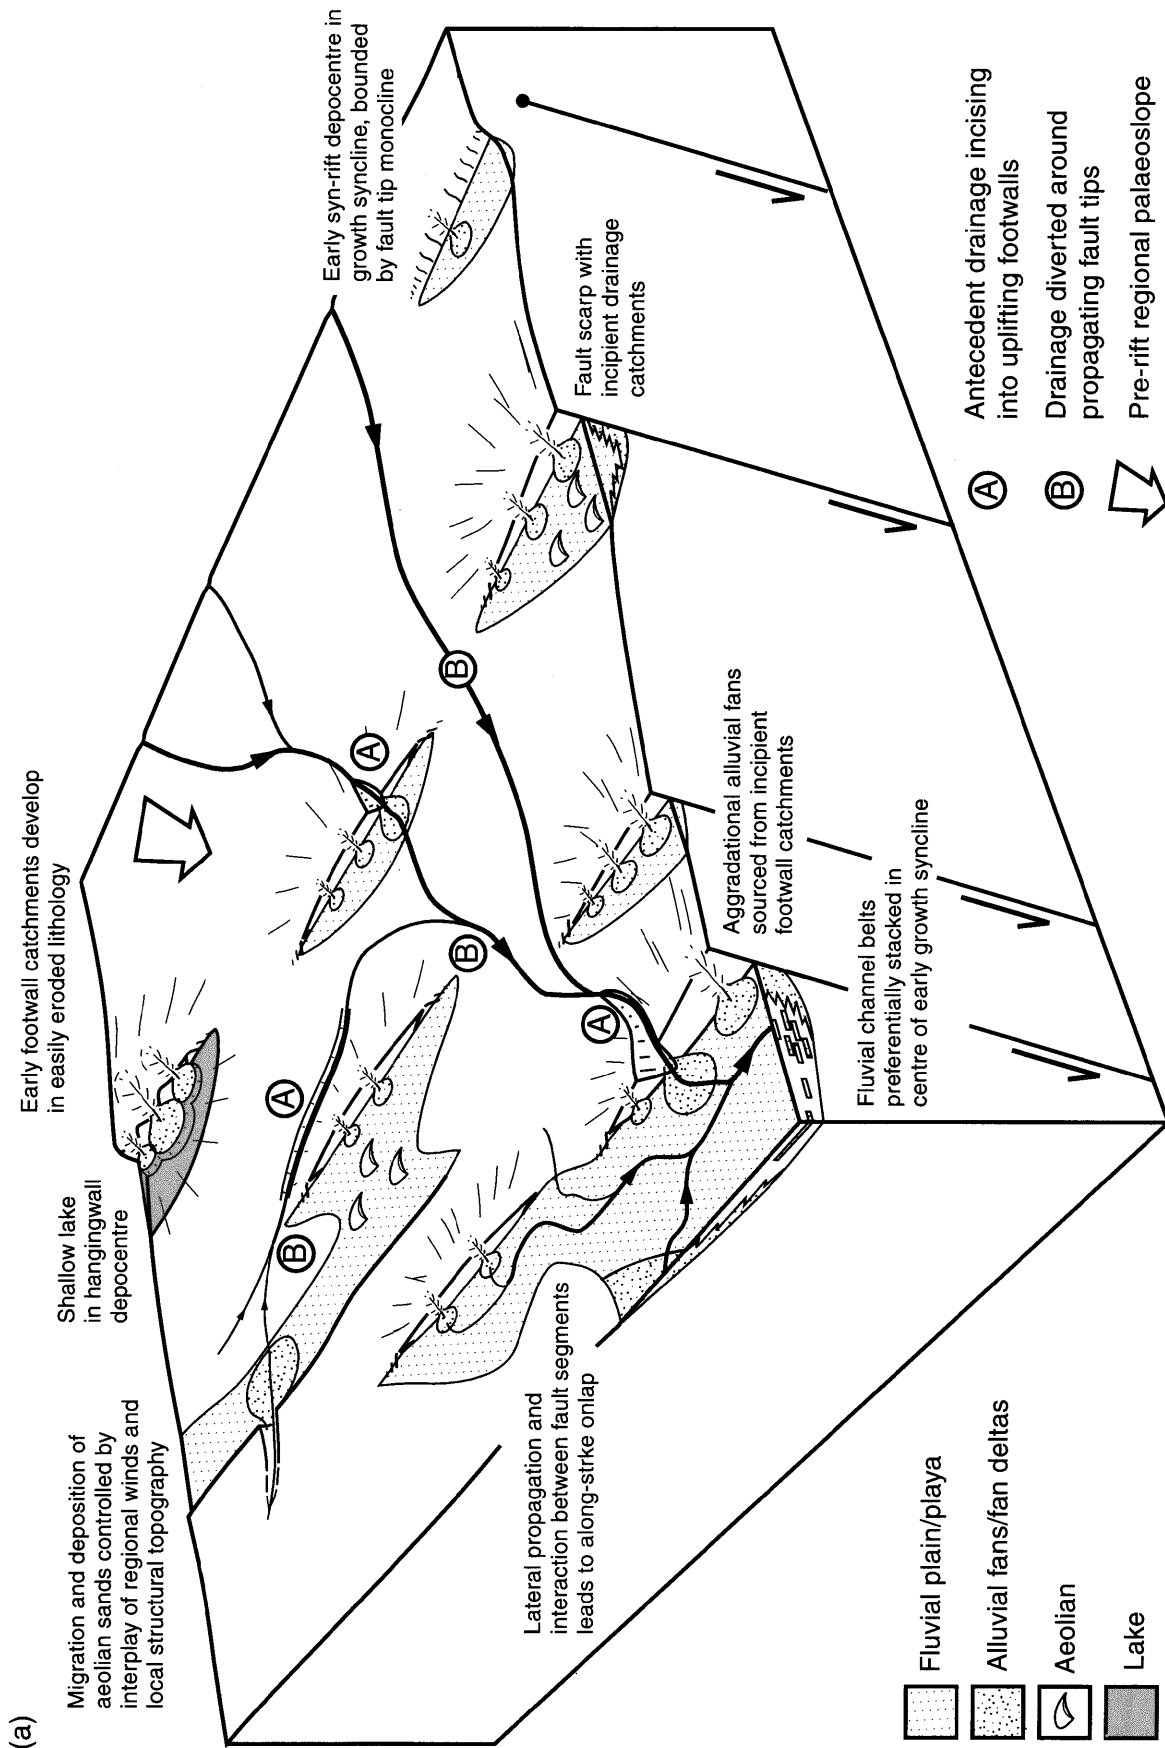 (a)
Migration and deposition of
aeolian sands controlled by
interplay of regional winds and
local structural topography
Shallow lake
in hangingwall
depocentre
Early footwall catchments develop
in easily eroded lithology
Early syn-rift depocentre in
growth syncline, bounded
by fault tip monocline
A
B
A
B
B
A
Fault scarp with
incipient drainage
catchments
Lateral propagation and
interaction between fault segments
leads to along-strke onlap
Aggradational alluvial fans
sourced from incipient
footwall catchments
Fluvial channel belts
preferentially stacked in
centre of early growth syncline
Fluvial plain/playa
Alluvial fans/fan deltas
Aeolian
Lake
A
Antecedent drainage incising
into uplifting footwalls
B
Drainage diverted around
propagating fault tips
Pre-rift regional palaeoslope